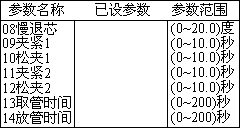 参数名称 已设参数 参数范围
08慢退芯 (0~20.0)度
09夹紧1 (0~10.0)秒
10松夹1 (0~10.0)秒
11夹紧2 (0~10.0)秒
12松夹2 (0~10.0)秒
13取管时间 (0~200)秒
14放管时间 (0~200)秒